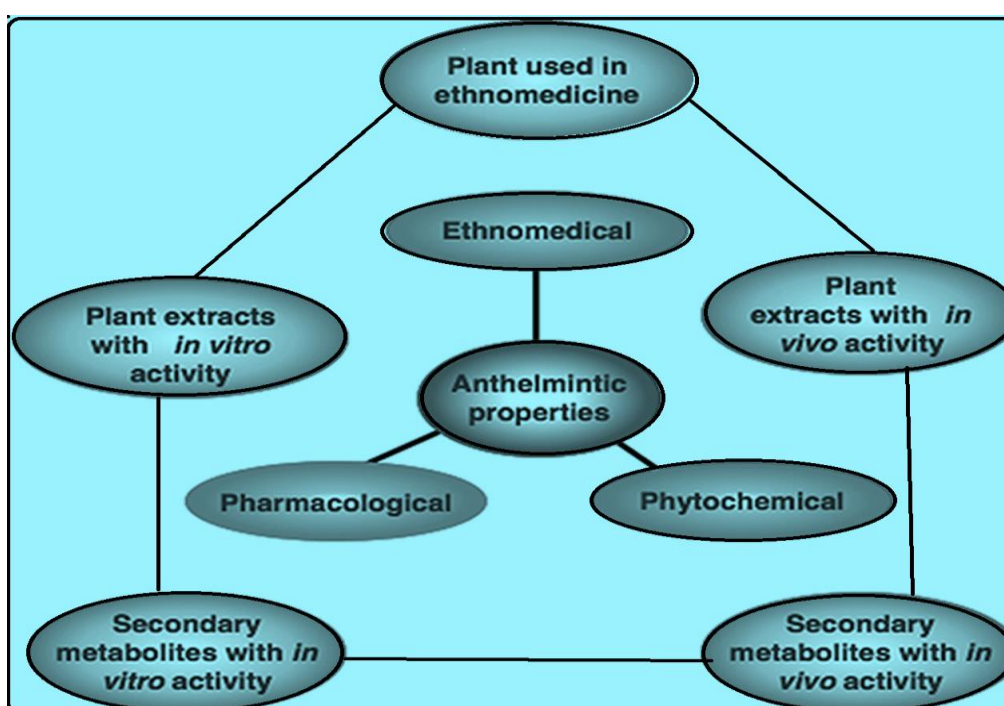 Plant used in
ethnomedicine
Ethnomedical
Plant extracts
with in vitro
activity
Plant
extracts with in
vivo activity
Anthelmintic
properties
Pharmacological
Phytochemical
Secondary
metabolites with in
vitro activity
Secondary
metabolites with in
vivo activity